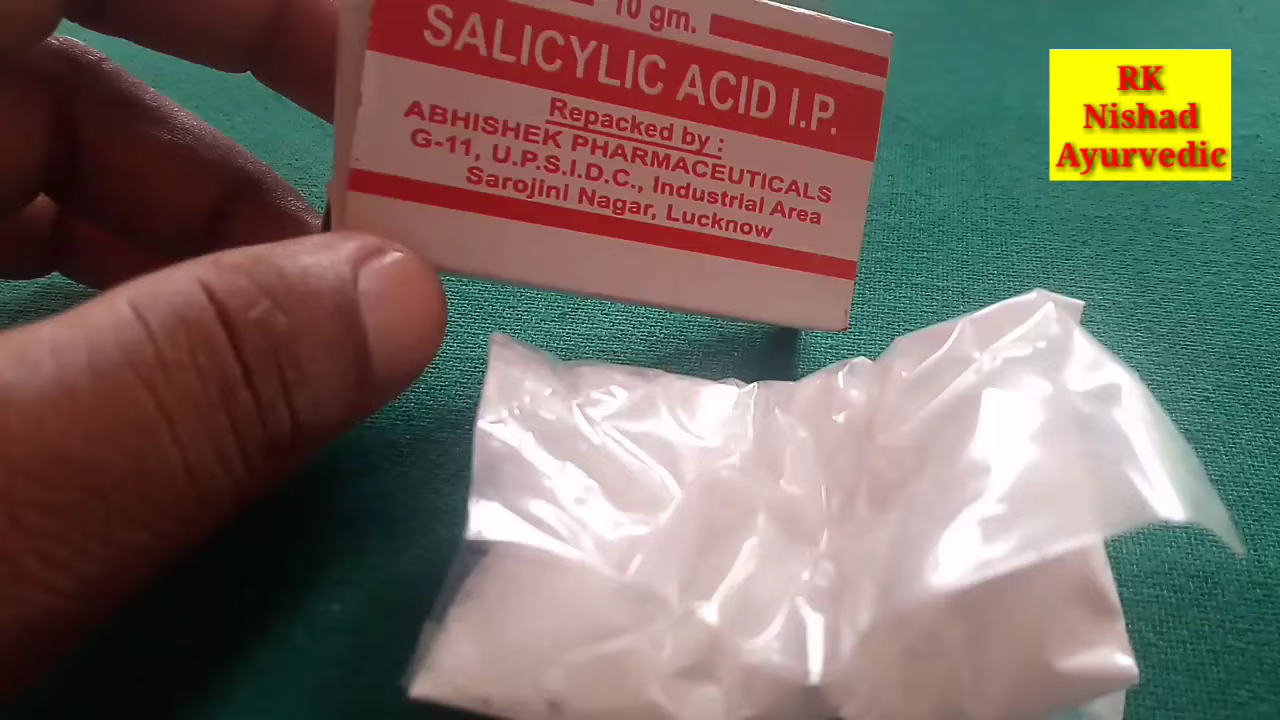 10 gm.
SALICYLIC ACID I.P.
Repacked by :
ABHISHEK PHARMACEUTICALS
G-11, U.P.S.I.D.C., Industrial Area
Sarojini Nagar, Lucknow
RK
Nishad
Ayurvedic